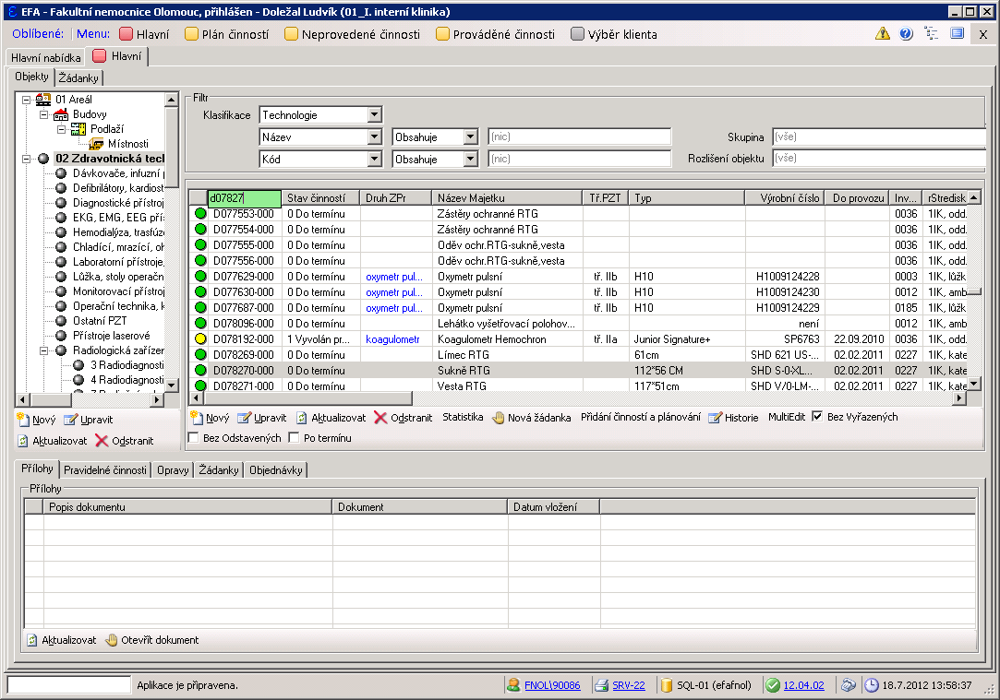 EFA - Fakultní nemocnice Olomouc, přihlášen - Doležal Ludvík (01_I. interní klinika)
Oblíbené: Menu: Hlavní Plán činností Neprovedené činnosti Prováděné činnosti Výběr klienta X
Hlavní nabídka Hlavní
Objekty Žádanky
01 Areál
Budovy
Podlaží
Místnosti
02 Zdravotnická tech
Dávkovače, infuzní
Defibrilátory, kardiost
Diagnostické přístroj
EKG, EMG, EEG přís
Hemodialýza, trasfúze
Chladící, mrazící, oh
Laboratorní přístroje,
Lůžka, stoly operačn
Monitorovací přístroj
Operační technika, k
Ostatní PZT
Přístroje laserové
Radiologická zařízen
3 Radiodiagnosti
4 Radiodiagnosti
Nový Upravit
Aktualizovat Odstranit
Filtr
Klasifikace Technologie
Název Obsahuje (nic) Skupina (vše)
Kód Obsahuje (nic) Rozlišení objektu (vše)
d07827 Stav činností Druh ZPr Název Majetku Tř.PZT Typ Výrobní číslo Do provozu Inv... rStredisk
D077553-000 0 Do termínu Zástěry ochranné RTG 0036 1IK, odd.
D077554-000 0 Do termínu Zástěry ochranné RTG 0036 1IK, odd.
D077555-000 0 Do termínu Oděv ochr.RTG-sukně,vesta 0036 1IK, odd.
D077556-000 0 Do termínu Oděv ochr.RTG-sukně,vesta 0036 1IK, odd.
D077629-000 0 Do termínu oxymetr pul... Oxymetr pulsní tř. IIb H10 H1009124228 0003 1IK, lůžk
D077630-000 0 Do termínu oxymetr pul... Oxymetr pulsní tř. IIb H10 H1009124230 0012 1IK, amb
D077687-000 0 Do termínu oxymetr pul... Oxymetr pulsní tř. IIb H10 H1009124229 0185 1IK, lůžk
D078096-000 0 Do termínu Lehátko vyšetřovací polohov... není 0012 1IK, amb
D078192-000 1 Vyvolán pr... koagulometr Koagulometr Hemochron tř. IIa Junior Signature+ SP6763 22.09.2010 0036 1IK, odd.
D078269-000 0 Do termínu Límec RTG 61cm SHD 621 US-... 02.02.2011 0227 1IK, kate
D078270-000 0 Do termínu Sukně RTG 112*56 CM SHD S-0-XL... 02.02.2011 0227 1IK, kate
D078271-000 0 Do termínu Vesta RTG 117*51cm SHD V/0-LM-... 02.02.2011 0227 1IK, kate
Nový Upravit Aktualizovat Odstranit Statistika Nová žádanka Přidání činností a plánování Historie MultiEdit Bez Vyřazených
Bez Odstavených Po termínu
Přílohy Pravidelné činnosti Opravy Žádanky Objednávky
Přílohy
Popis dokumentu Dokument Datum vložení
Aktualizovat Otevřít dokument
Aplikace je připravena. FNOL\90086 SRV-22 SQL-01 (efafnol) 12.04.02 18.7.2012 13:58:37